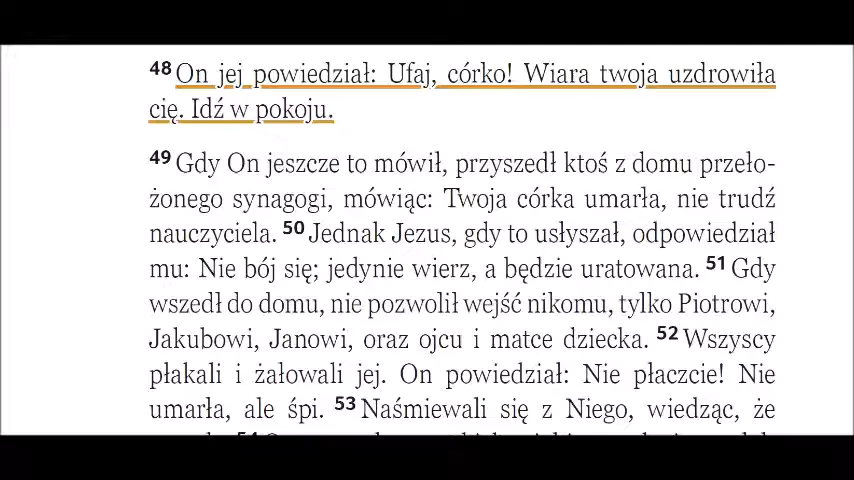 48 On jej powiedział: Ufaj, córko! Wiara twoja uzdrowiła
cię. Idź w pokoju.
49 Gdy On jeszcze to mówił, przyszedł ktoś z domu przeło-
żonego synagogi, mówiąc: Twoja córka umarła, nie trudź
nauczyciela. 50 Jednak Jezus, gdy to usłyszał, odpowiedział
mu: Nie bój się; jedynie wierz, a będzie uratowana. 51 Gdy
wszedł do domu, nie pozwolił wejść nikomu, tylko Piotrowi,
Jakubowi, Janowi, oraz ojcu i matce dziecka. 52 Wszyscy
płakali i żałowali jej. On powiedział: Nie płaczcie! Nie
umarła, ale śpi. 53 Naśmiewali się z Niego, wiedząc, że